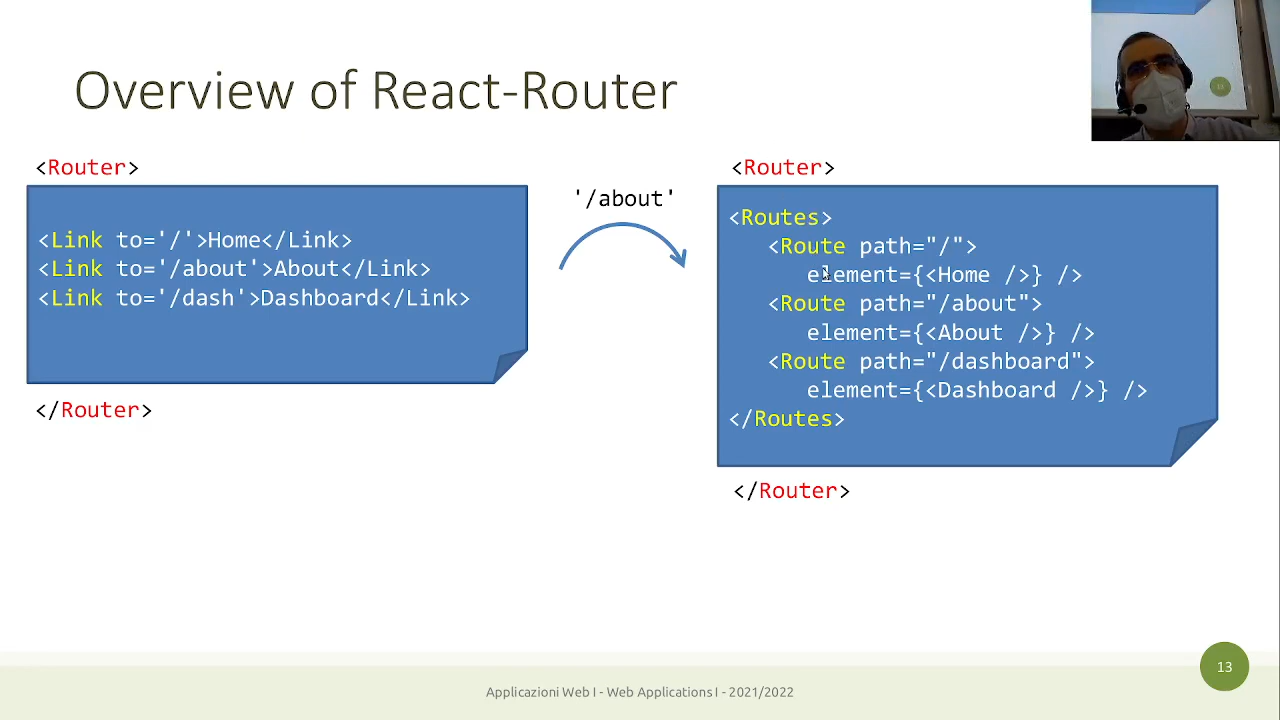 Overview of React-Router
<Router>
<Link to='/'>Home</Link>
<Link to='/about'>About</Link>
<Link to='/dash'>Dashboard</Link>
</Router>
'/about'
<Router>
<Routes>
<Route path="/">
element={<Home />} />
<Route path="/about">
element={<About />} />
<Route path="/dashboard">
element={<Dashboard />} />
</Routes>
</Router>
Applicazioni Web I - Web Applications I - 2021/2022
13